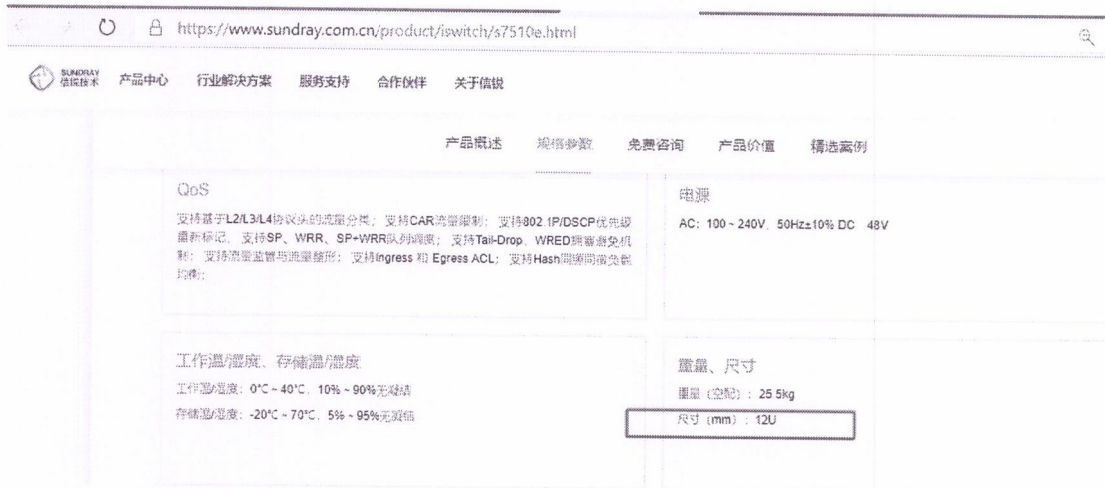 https://www.sundray.com.cn/product/iswitch/s7510e.html
SUNDRAY
信锐技术 产品中心 行业解决方案 服务支持 合作伙伴 关于信锐
产品概述 规格参数 免费咨询 产品价值 精选案例
QoS
支持基于L2/L3/L4协议头的流量分类; 支持CAR流量限制; 支持802.1P/DSCP优先级
重新标记, 支持SP、WRR、SP+WRR队列调度; 支持Tail-Drop、WRED拥塞避免机
制; 支持流量监管与流量整形; 支持Ingress 和 Egress ACL; 支持Hash同源同宿负载
均衡;
电源
AC: 100~240V, 50Hz±10% DC 48V
工作温/湿度、存储温/湿度
工作温/湿度: 0°C~40°C, 10%~90%无凝结
存储温/湿度: -20°C~70°C, 5%~95%无凝结
重量、尺寸
重量 (空配) : 25.5kg
尺寸 (mm) : 12U